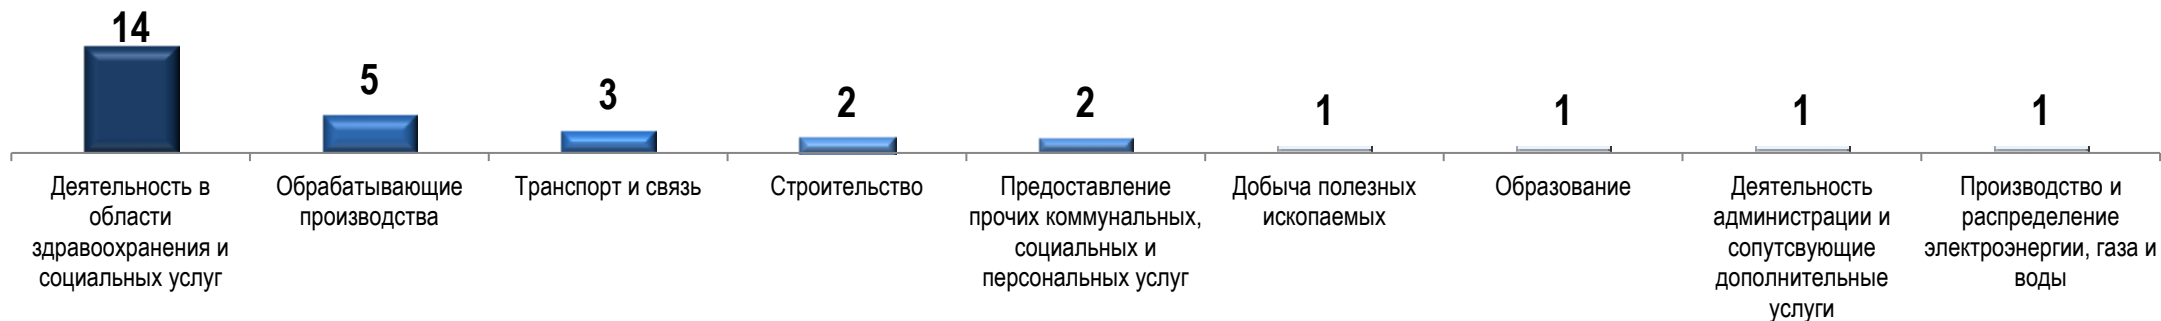 14
5
3
2
2
1
1
1
1
Деятельность в
области
здравоохранения и
социальных услуг
Обрабатывающие
производства
Транспорт и связь
Строительство
Предоставление
прочих коммунальных,
социальных и
персональных услуг
Добыча полезных
ископаемых
Образование
Деятельность
администрации и
сопутсвующие
дополнительные
услуги
Производство и
распределение
электроэнергии, газа и
воды